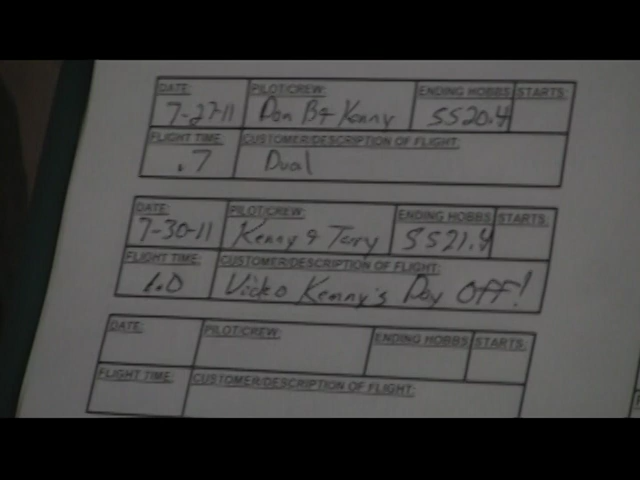 DATE: PILOT/CREW: ENDING HOBBS STARTS:
7-27-11 Don B + Kenny 5520.4
FLIGHT TIME: CUSTOMER/DESCRIPTION OF FLIGHT:
.7 Dual
DATE: PILOT/CREW: ENDING HOBBS STARTS:
7-30-11 Kenny & Terry 5521.4
FLIGHT TIME: CUSTOMER/DESCRIPTION OF FLIGHT:
1.0 Video Kenny's Day OFF!
DATE: PILOT/CREW: ENDING HOBBS STARTS:
FLIGHT TIME: CUSTOMER/DESCRIPTION OF FLIGHT: